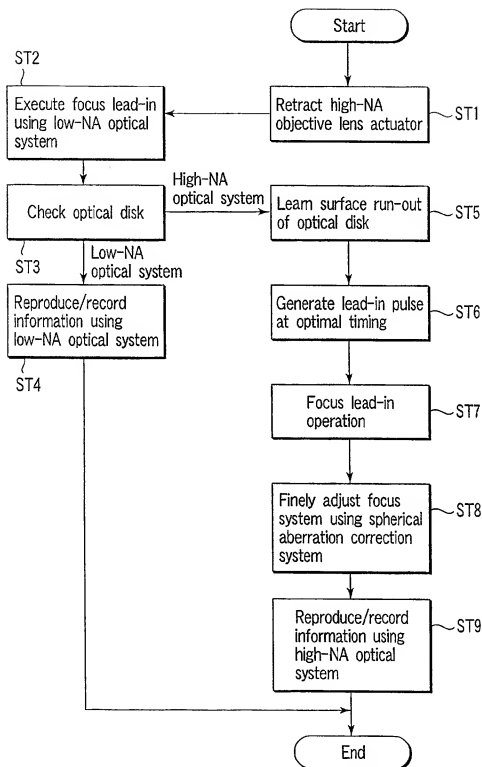 Start
ST1
Retract high-NA
objective lens actuator
ST2
Execute focus lead-in
using low-NA optical
system
ST3
Check optical disk
High-NA
optical system
Low-NA
optical system
ST4
Reproduce/record
information using
low-NA optical system
ST5
Learn surface run-out
of optical disk
ST6
Generate lead-in pulse
at optimal timing
ST7
Focus lead-in
operation
ST8
Finely adjust focus
system using spherical
aberration correction
system
ST9
Reproduce/record
information using
high-NA optical
system
End